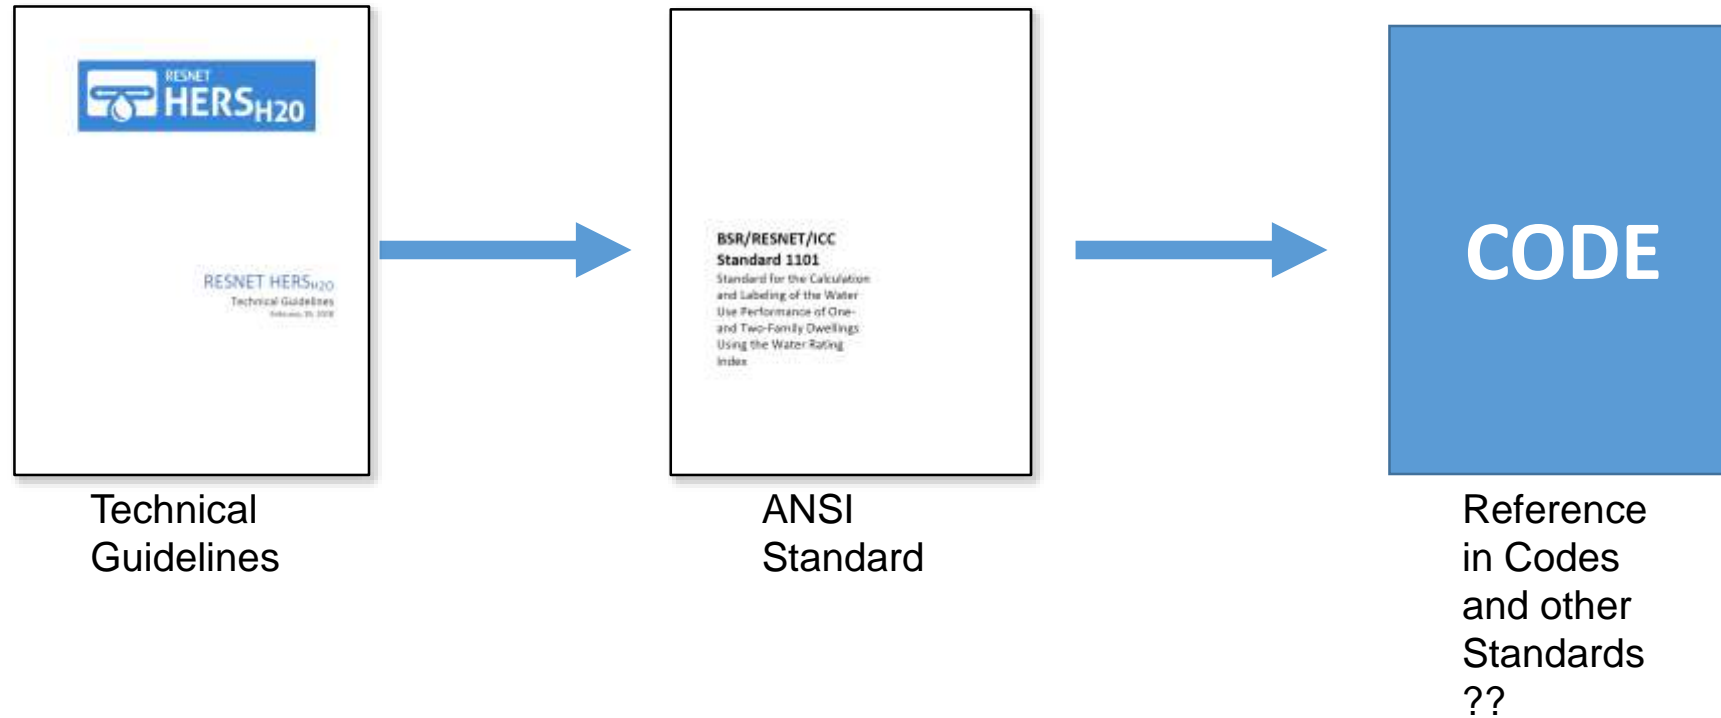 RESNET
HERSH2O
RESNET HERSH2O
Technical Guidelines
BSR/RESNET/ICC
Standard 1101
Standard for the Calculation
and Labeling of the Water
Use Performance of One-
and Two-Family Dwellings
Using the Water Rating
Index
CODE
Technical
Guidelines
ANSI
Standard
Reference
in Codes
and other
Standards
??